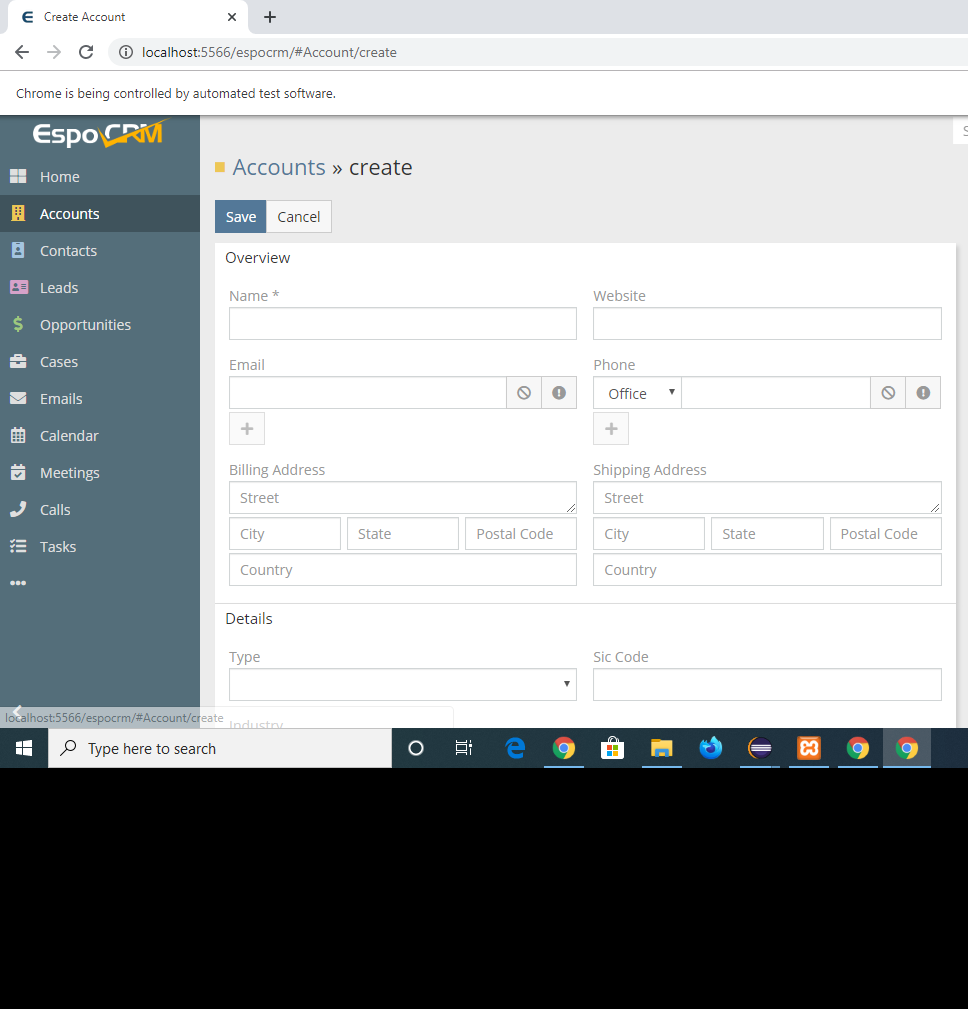 Create Account
localhost:5566/espocrm/#Account/create
Chrome is being controlled by automated test software.
EspoCRM
Accounts » create
Home
Accounts
Contacts
Leads
Opportunities
Cases
Emails
Calendar
Meetings
Calls
Tasks
Save Cancel
Overview
Name * Website
Email Phone
Office
Billing Address Shipping Address
Street Street
City State Postal Code City State Postal Code
Country Country
Details
Type Sic Code
Industry
localhost:5566/espocrm/#Account/create
Type here to search